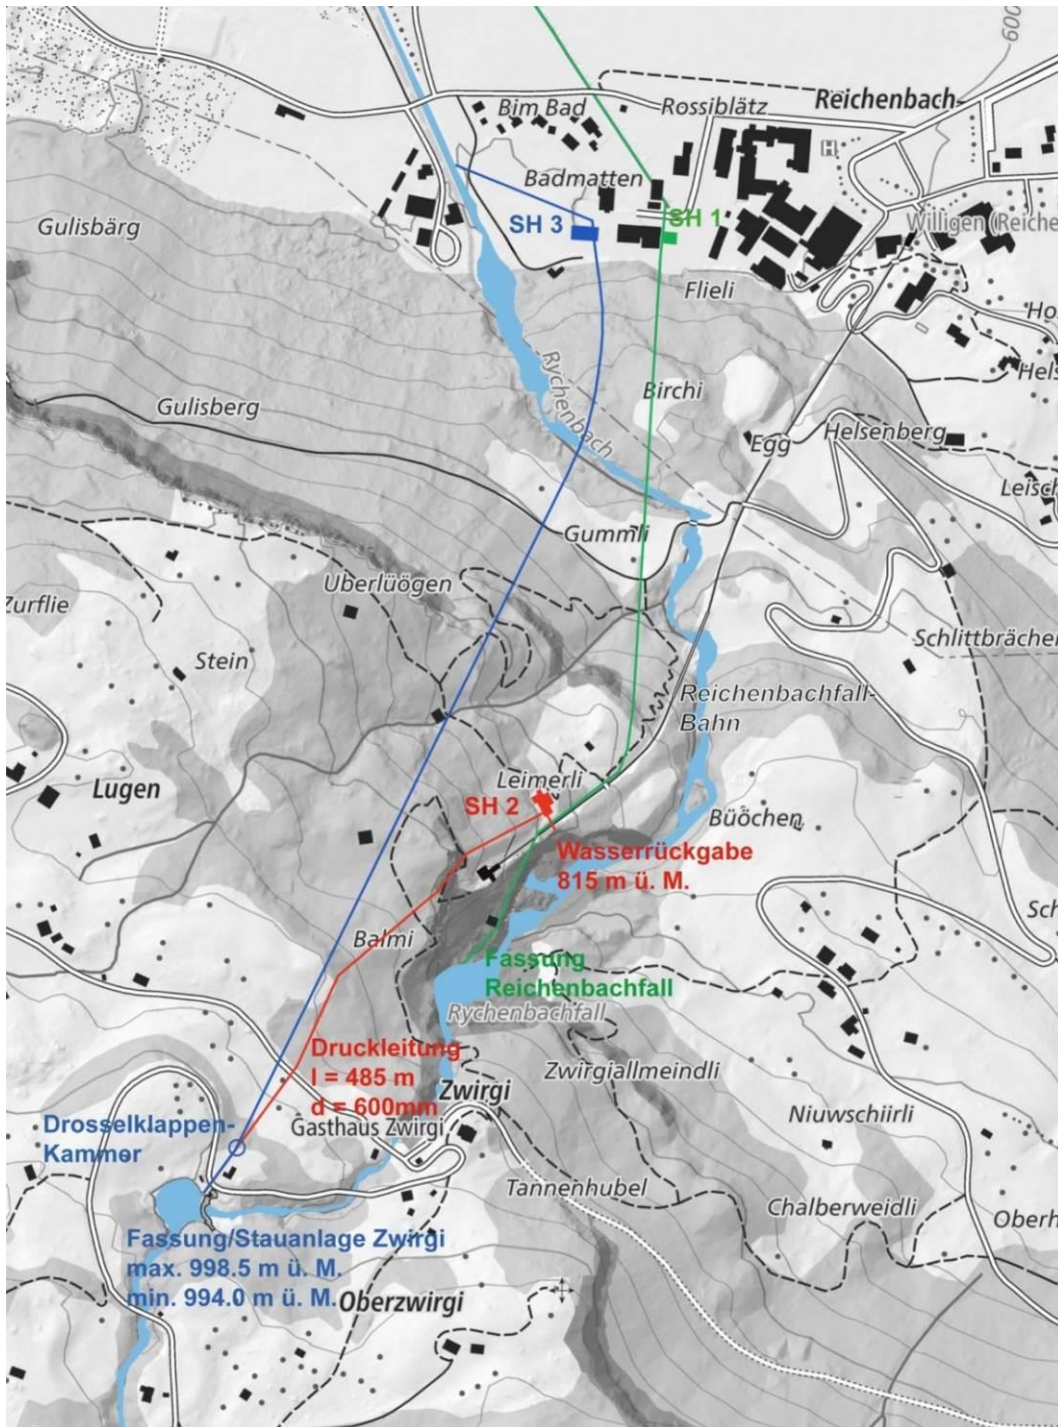 600
Bim Bad
Rossiblätz
Reichenbach
H
Badmatten
Gulisbärg
SH 3
SH 1
Willigen (Reiche
Flieli
Ho
Rychenbach
Birchi
Hels
Gulisberg
Egg
Helsenberg
Leisch
Gummli
Uberlüögen
Zurflie
Schlittbrächen
Stein
Reichenbachfall-
Bahn
Leimerli
Lugen
SH 2
Büöchen
Wasserrückgabe
815 m ü. M.
Sch
Balmi
Fassung
Reichenbachfall
Rychenbachfall
Druckleitung
l = 485 m
d = 600mm
Zwirgi
Zwirgiallmeindli
Niuwschiirli
Drosselklappen-
Kammer
Gasthaus Zwirgi
Tannenhubel
Chalberweidli
Oberh
Fassung/Stauanlage Zwirgi
max. 998.5 m ü. M.
min. 994.0 m ü. M.
Oberzwirgi